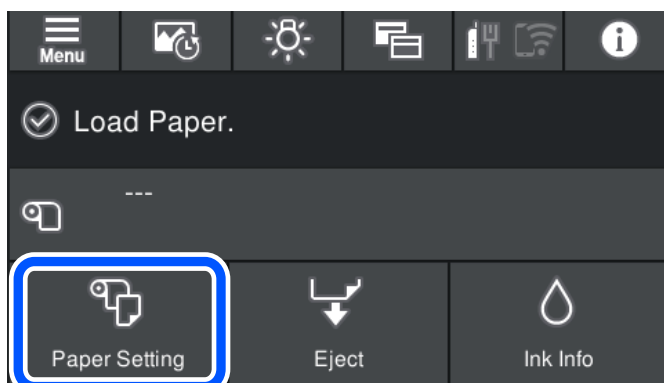 Menu
Load Paper.
---
Paper Setting
Eject
Ink Info